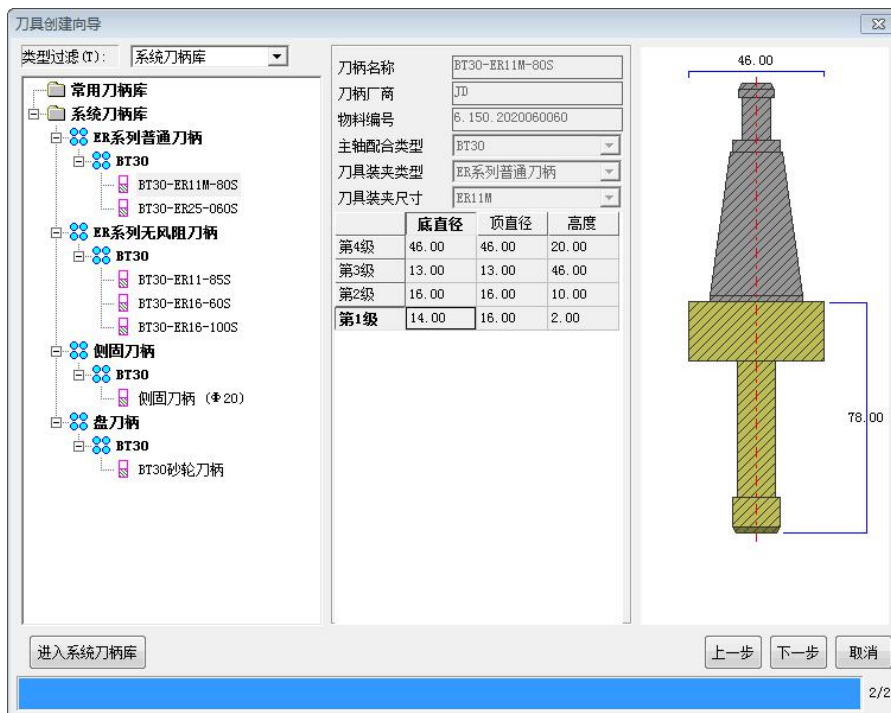 刀具创建向导
类型过滤(T): 系统刀柄库
常用刀柄库
系统刀柄库
ER系列普通刀柄
BT30
BT30-ER11M-80S
BT30-ER25-060S
ER系列无风阻刀柄
BT30
BT30-ER11-85S
BT30-ER16-60S
BT30-ER16-100S
侧固刀柄
BT30
侧固刀柄 (Φ20)
盘刀柄
BT30
BT30砂轮刀柄
刀柄名称 BT30-ER11M-80S
刀柄厂商 JD
物料编号 6.150.2020060060
主轴配合类型 BT30
刀具装夹类型 ER系列普通刀柄
刀具装夹尺寸 ER11M
底直径 顶直径 高度
第4级 46.00 46.00 20.00
第3级 13.00 13.00 46.00
第2级 16.00 16.00 10.00
第1级 14.00 16.00 2.00
46.00
78.00
进入系统刀柄库
上一步 下一步 取消
2/2